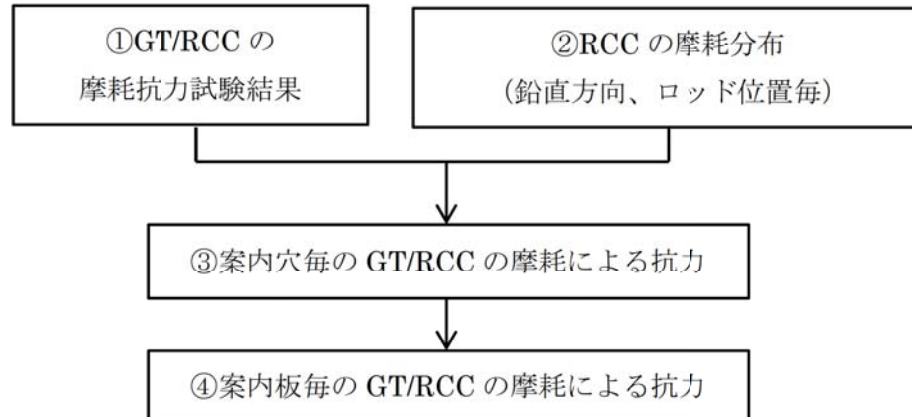 ①GT/RCC の
摩耗抗力試験結果
②RCC の摩耗分布
(鉛直方向、ロッド位置毎)
③案内穴毎の GT/RCC の摩耗による抗力
④案内板毎の GT/RCC の摩耗による抗力